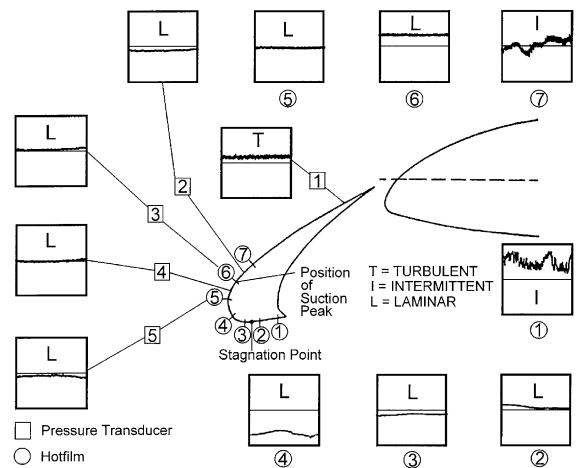 L
L
L
I
⑤
⑥
⑦
L
T
2
1
3
⑦
L
4
⑥
Position
of
Suction
Peak
T = TURBULENT
I = INTERMITTENT
L = LAMINAR
⑤
I
5
④
③
②
①
①
Stagnation Point
L
L
L
L
□ Pressure Transducer
○ Hotfilm
④
③
②